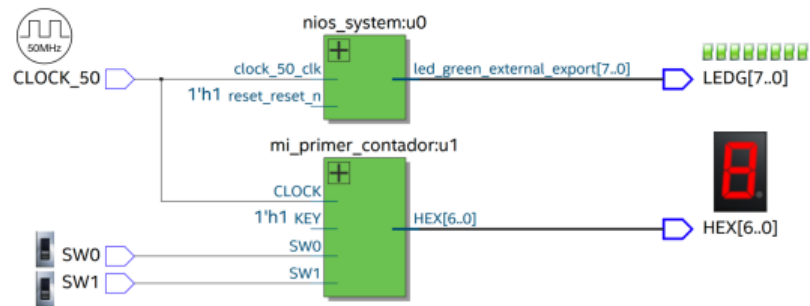 nios_system:u0
50MHz
CLOCK_50
clock_50_clk
led_green_external_export[7..0]
LEDG[7..0]
1'h1 reset_reset_n
mi_primer_contador:u1
CLOCK
1'h1 KEY
HEX[6..0]
HEX[6..0]
SW0
SW0
SW1
SW1